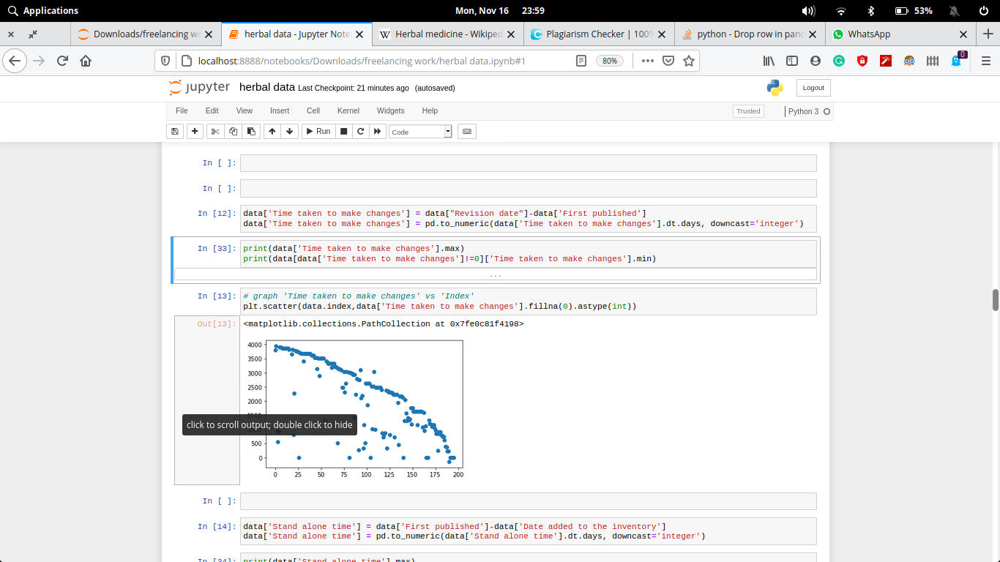 Applications
Mon, Nov 16 23:59
53%
Downloads/freelancing wo
herbal data - Jupyter Note
W Herbal medicine - Wikiped
Plagiarism Checker | 100%
python - Drop row in pand
WhatsApp
localhost:8888/notebooks/Downloads/freelancing work/herbal data.ipynb#1
80%
0
jupyter herbal data Last Checkpoint: 21 minutes ago (autosaved)
Logout
File Edit View Insert Cell Kernel Widgets Help
Trusted
Python 3
Run
Code
In [ ]:
In [ ]:
In [12]: data['Time taken to make changes'] = data["Revision date"]-data['First published']
data['Time taken to make changes'] = pd.to_numeric(data['Time taken to make changes'].dt.days, downcast='integer')
In [33]: print(data['Time taken to make changes'].max)
print(data[data['Time taken to make changes']!=0]['Time taken to make changes'].min)
...
In [13]: # graph 'Time taken to make changes' vs 'Index'
plt.scatter(data.index,data['Time taken to make changes'].fillna(0).astype(int))
Out[13]: <matplotlib.collections.PathCollection at 0x7fe0c81f4198>
4000
3500
3000
2500
2000
click to scroll output; double click to hide
500
0
0 25 50 75 100 125 150 175 200
In [ ]:
In [14]: data['Stand alone time'] = data['First published']-data['Date added to the inventory']
data['Stand alone time'] = pd.to_numeric(data['Stand alone time'].dt.days, downcast='integer')
In [34]: print(data['Stand alone time'].max)